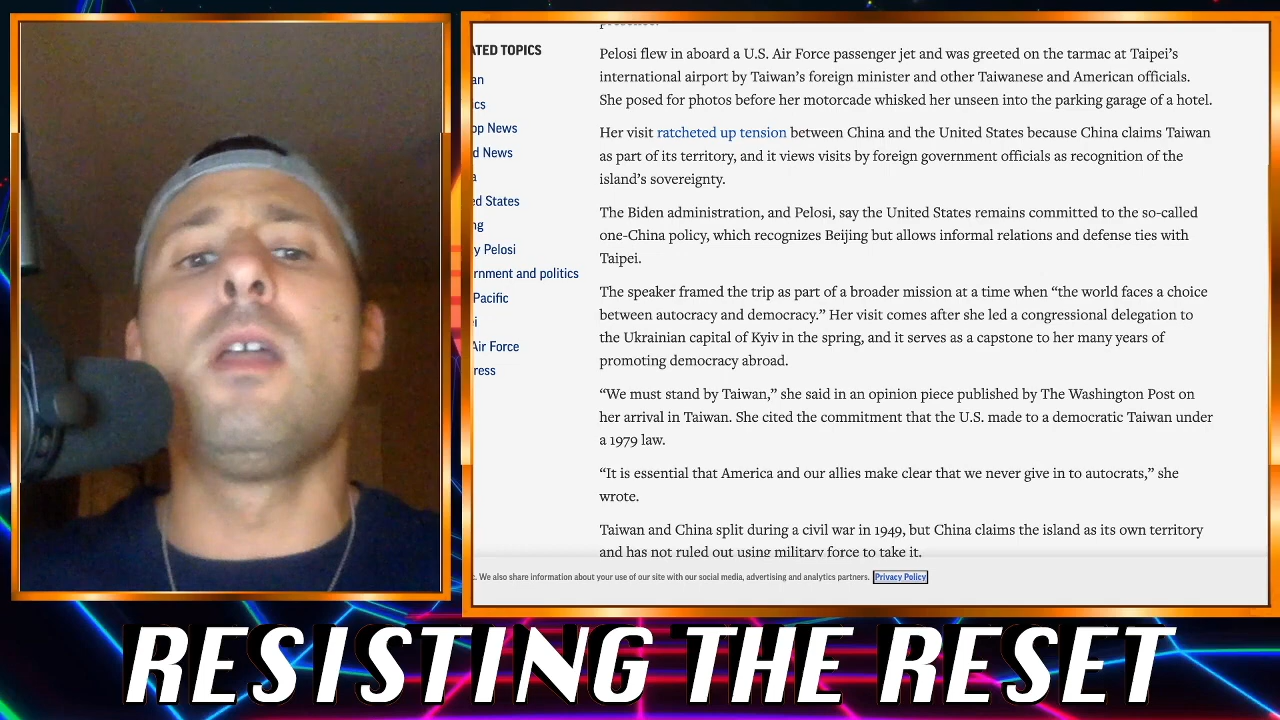 ATED TOPICS
an
cs
op News
d News
a
ed States
ng
y Pelosi
rnment and politics
Pacific
ei
Air Force
ress
Pelosi flew in aboard a U.S. Air Force passenger jet and was greeted on the tarmac at Taipei’s
international airport by Taiwan’s foreign minister and other Taiwanese and American officials.
She posed for photos before her motorcade whisked her unseen into the parking garage of a hotel.
Her visit ratcheted up tension between China and the United States because China claims Taiwan
as part of its territory, and it views visits by foreign government officials as recognition of the
island’s sovereignty.
The Biden administration, and Pelosi, say the United States remains committed to the so-called
one-China policy, which recognizes Beijing but allows informal relations and defense ties with
Taipei.
The speaker framed the trip as part of a broader mission at a time when “the world faces a choice
between autocracy and democracy.” Her visit comes after she led a congressional delegation to
the Ukrainian capital of Kyiv in the spring, and it serves as a capstone to her many years of
promoting democracy abroad.
“We must stand by Taiwan,” she said in an opinion piece published by The Washington Post on
her arrival in Taiwan. She cited the commitment that the U.S. made to a democratic Taiwan under
a 1979 law.
“It is essential that America and our allies make clear that we never give in to autocrats,” she
wrote.
Taiwan and China split during a civil war in 1949, but China claims the island as its own territory
and has not ruled out using military force to take it.
c. We also share information about your use of our site with our social media, advertising and analytics partners. Privacy Policy
RESISTING THE RESET